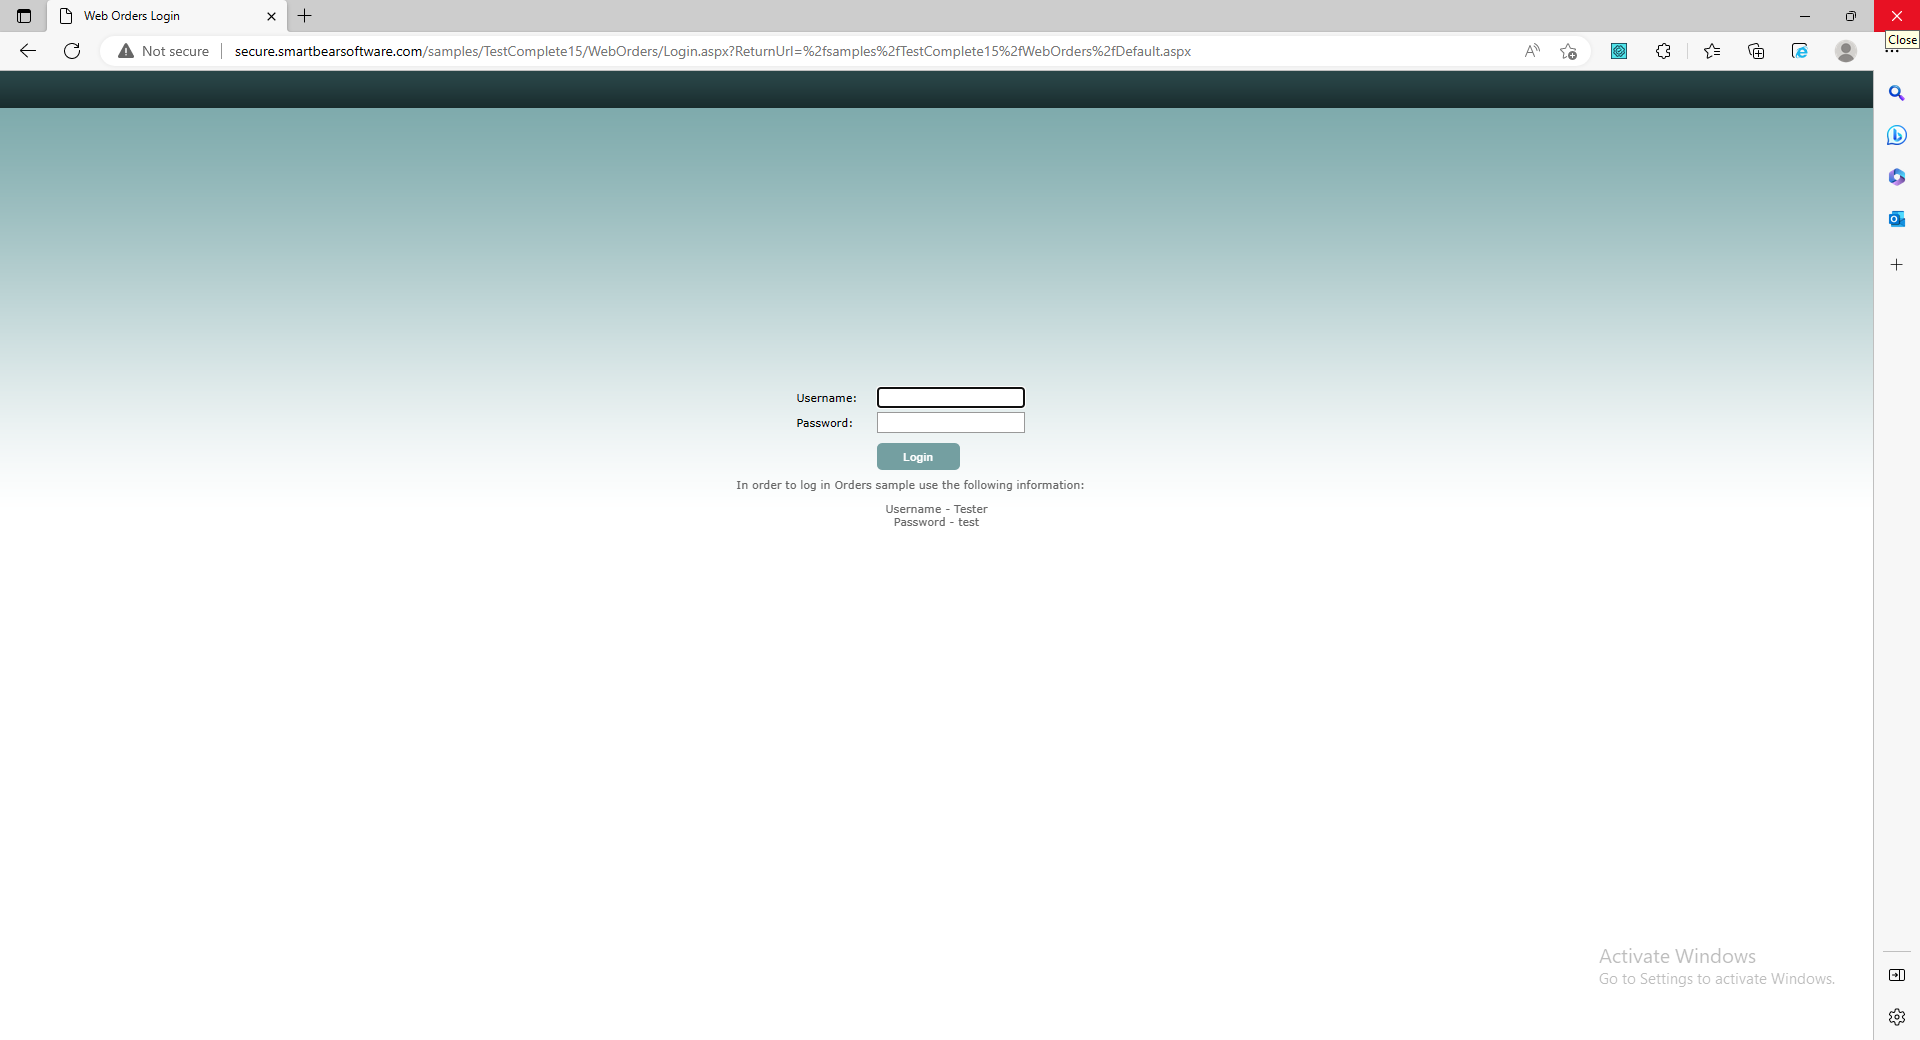 Web Orders Login
Close
Not secure
secure.smartbearsoftware.com/samples/TestComplete15/WebOrders/Login.aspx?ReturnUrl=%2fsamples%2fTestComplete15%2fWebOrders%2fDefault.aspx
Username:
Password:
Login
In order to log in Orders sample use the following information:
Username - Tester
Password - test
Activate Windows
Go to Settings to activate Windows.